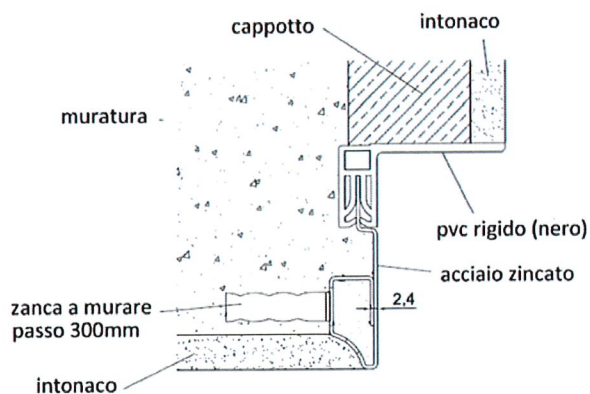 cappotto
intonaco
muratura
pvc rigido (nero)
acciaio zincato
2,4
zanca a murare
passo 300mm
intonaco